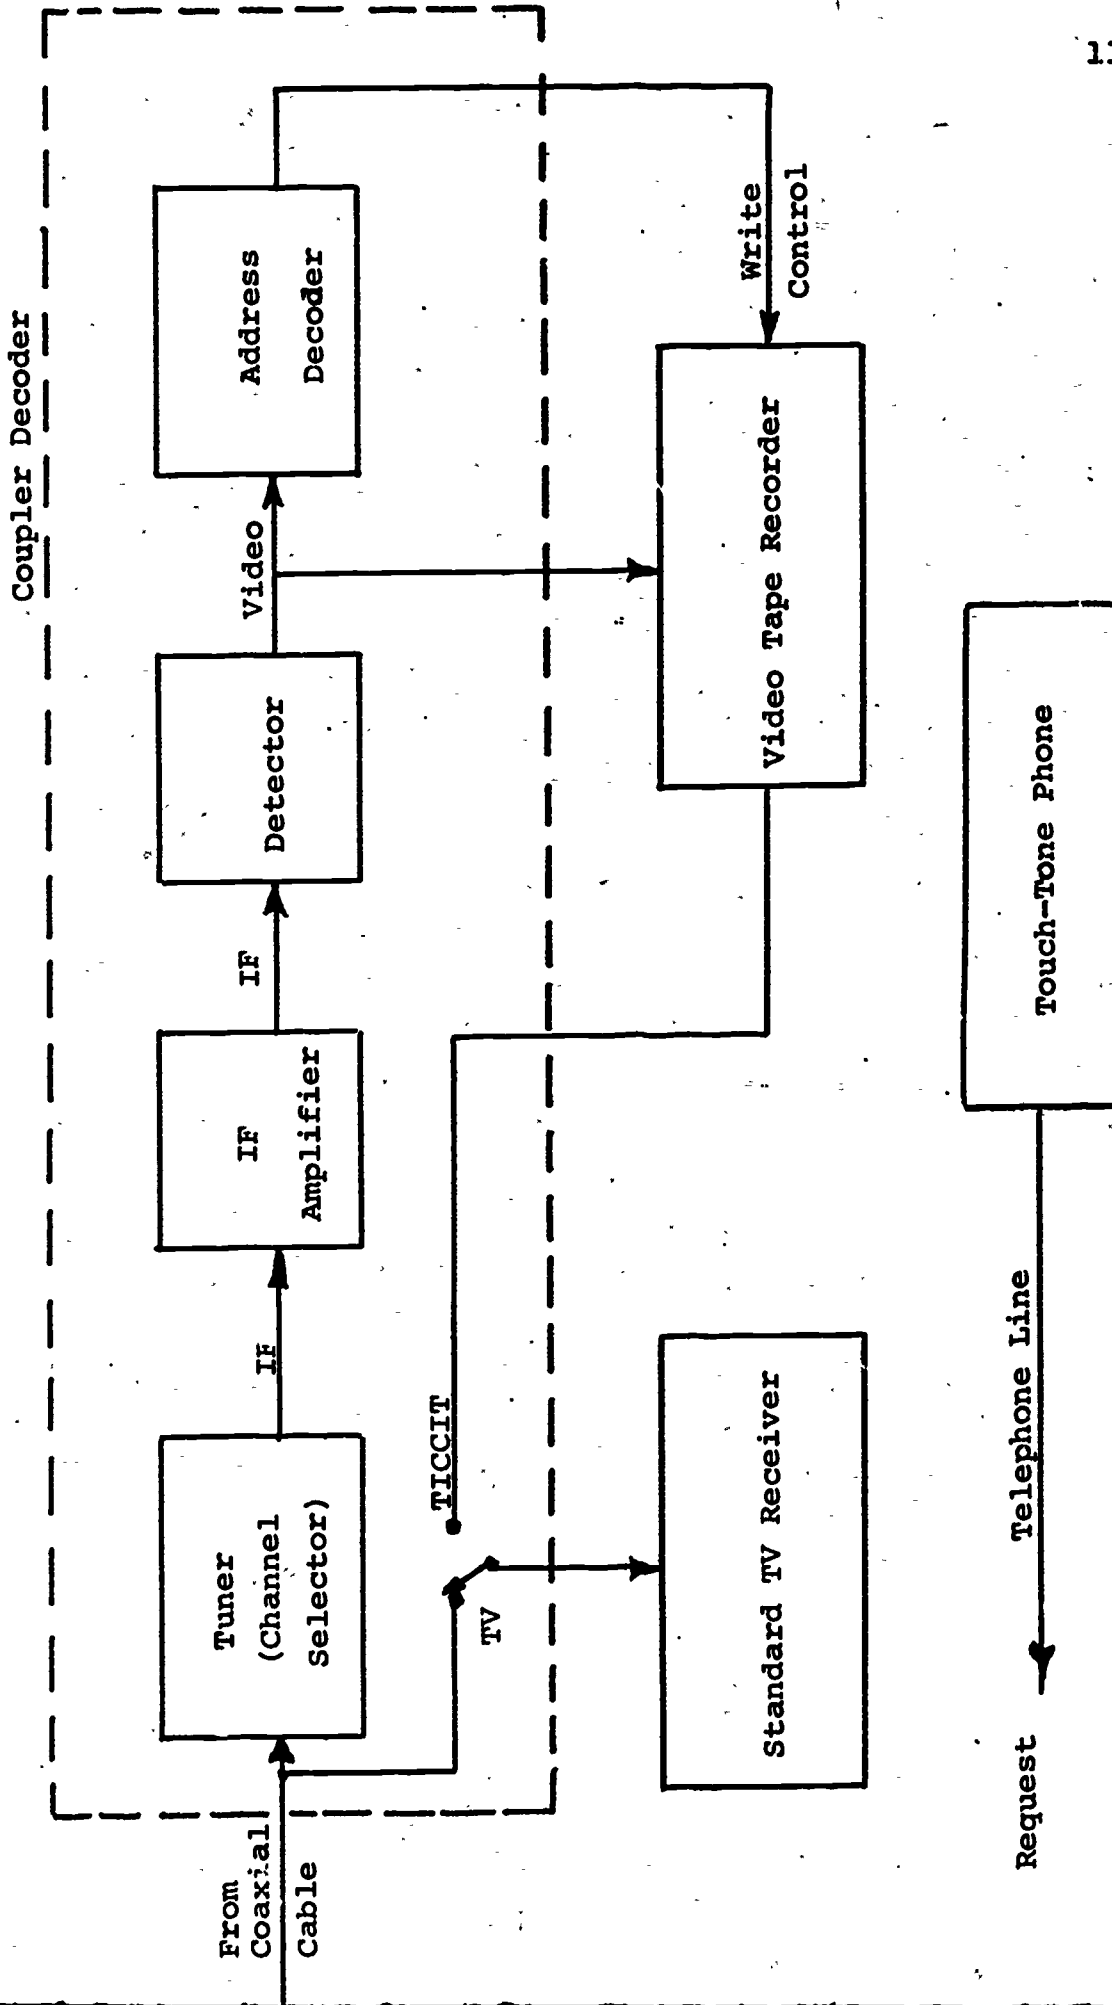 Coupler Decoder
From
Coaxial
Cable
Tuner
(Channel
Selector)
IF
IF
Amplifier
IF
Detector
Video
Address
Decoder
TICCIT
TV
Write
Control
Standard TV Receiver
Video Tape Recorder
Request
Telephone Line
Touch-Tone Phone